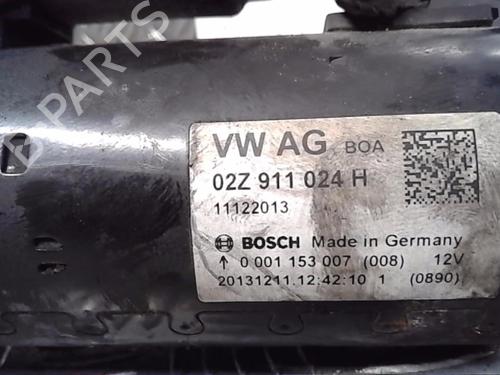 VW AG BOA
02Z 911 024 H
11122013
BOSCH Made in Germany
↑ 0 001 153 007 (008) 12V
20131211.12:42:10 1 (0890)
B-PARTS